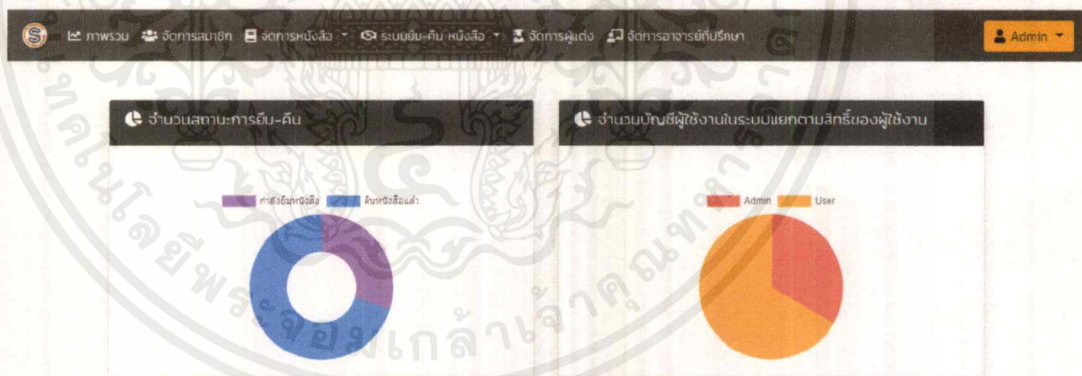 ภาพรวม จัดการสมาชิก จัดการหนังสือ ระบบยืม-คืน หนังสือ จัดการผู้แต่ง จัดการอาจารย์ที่ปรึกษา Admin
จำนวนสถานะการยืม-คืน
จำนวนบัญชีผู้ใช้งานในระบบแยกตามสิทธิ์ของผู้ใช้งาน
กำลังยืมหนังสือ คืนหนังสือแล้ว
Admin User
คโนโลยีพระจอมเกล้าเจ้าคุณทหาร